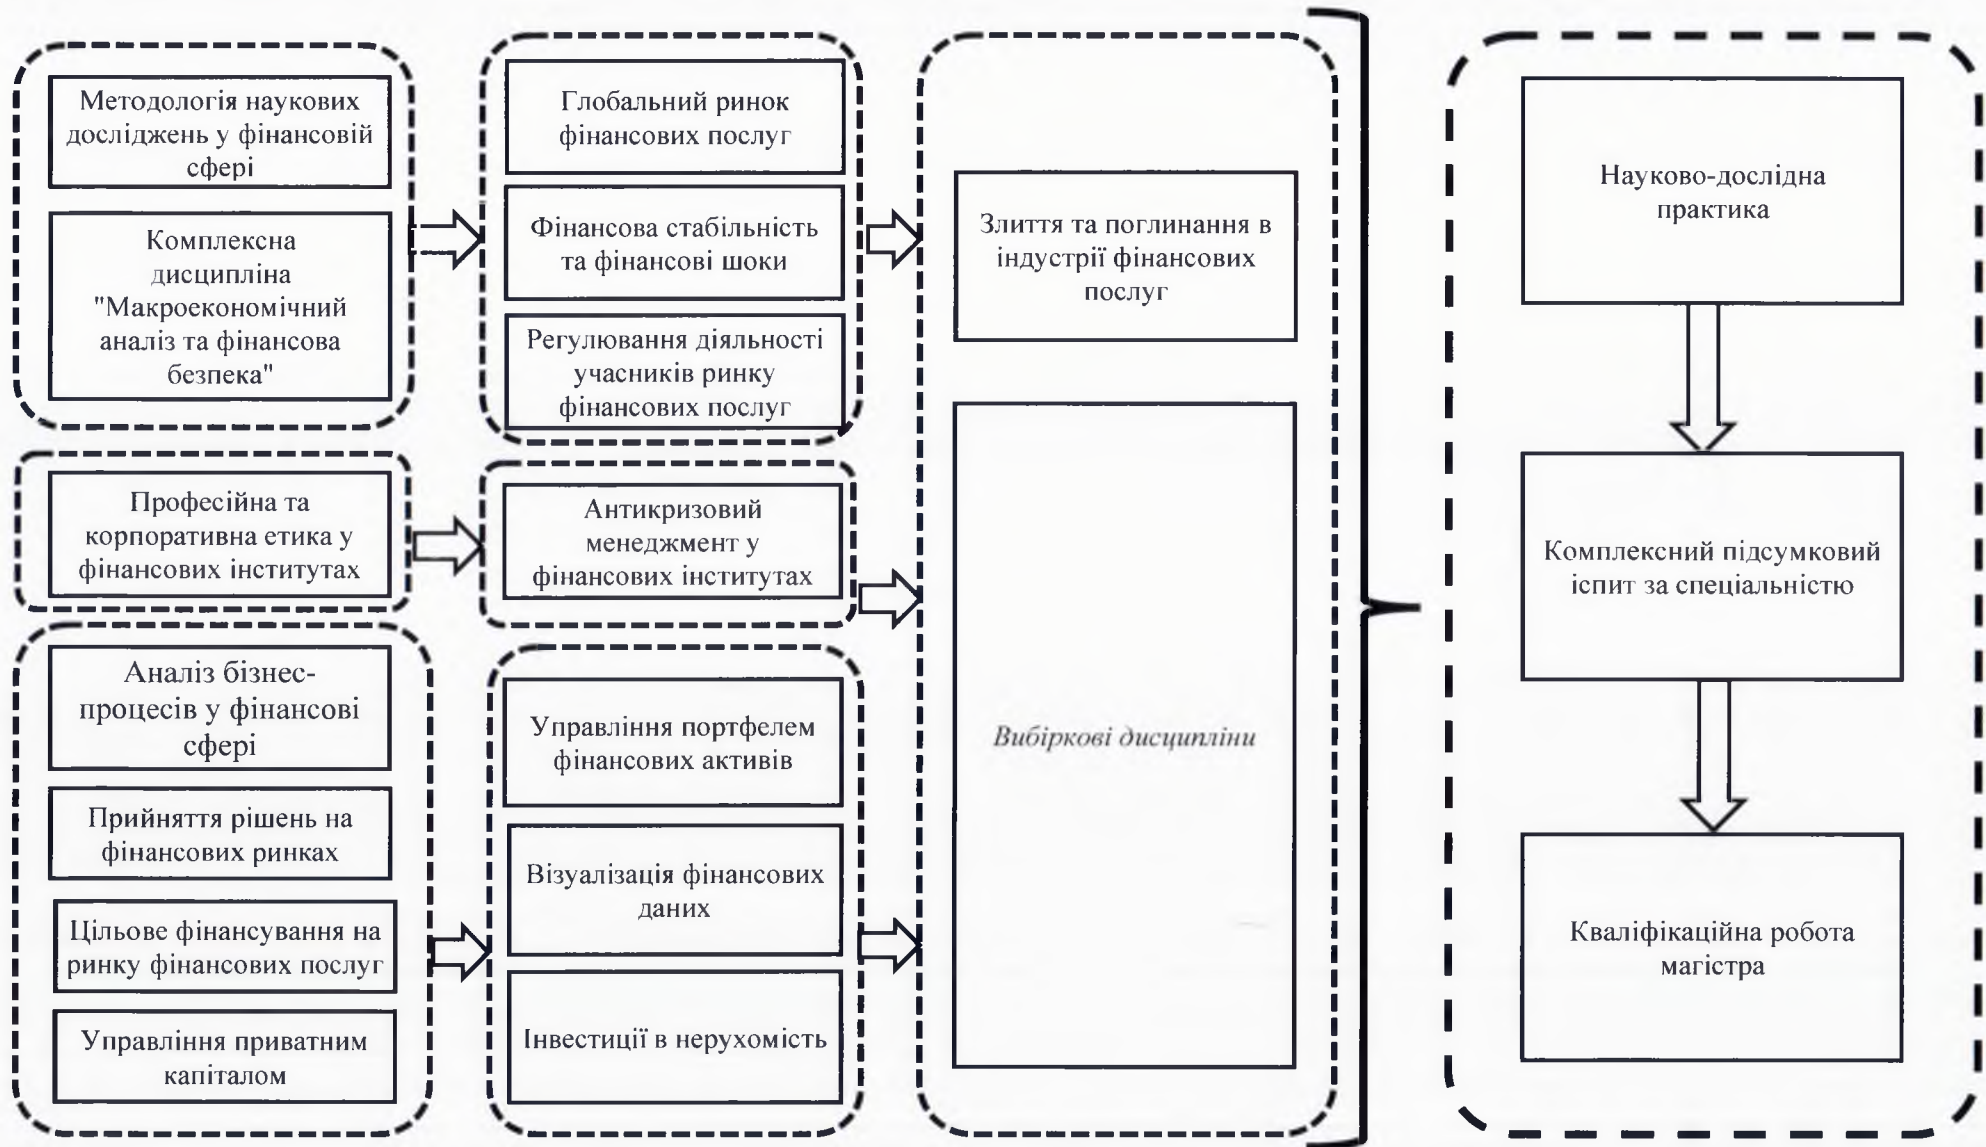 Методологія наукових
досліджень у фінансовій
сфері
Комплексна
дисципліна
"Макроекономічний
аналіз та фінансова
безпека"
Професійна та
корпоративна етика у
фінансових інститутах
Аналіз бізнес-
процесів у фінансові
сфері
Прийняття рішень на
фінансових ринках
Цільове фінансування на
ринку фінансових послуг
Управління приватним
капіталом
Глобальний ринок
фінансових послуг
Фінансова стабільність
та фінансові шоки
Регулювання діяльності
учасників ринку
фінансових послуг
Антикризовий
менеджмент у
фінансових інститутах
Управління портфелем
фінансових активів
Візуалізація фінансових
даних
Інвестиції в нерухомість
Злиття та поглинання в
індустрії фінансових
послуг
Вибіркові дисципліни
Науково-дослідна
практика
Комплексний підсумковий
іспит за спеціальністю
Кваліфікаційна робота
магістра